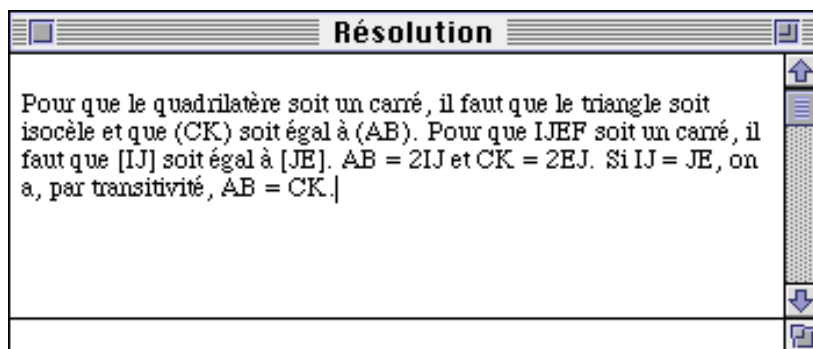 Résolution
Pour que le quadrilatère soit un carré, il faut que le triangle soit
isocèle et que (CK) soit égal à (AB). Pour que IJEF soit un carré, il
faut que [IJ] soit égal à [JE]. AB = 2IJ et CK = 2EJ. Si IJ = JE, on
a, par transitivité, AB = CK.